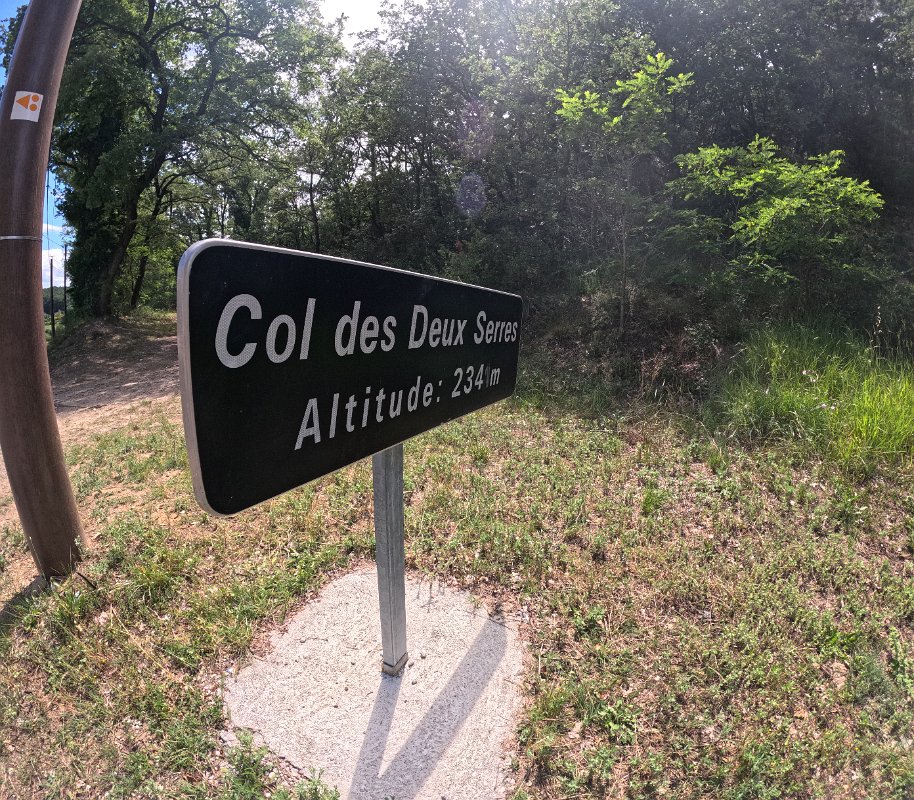 Col des Deux Serres
Altitude: 234 m